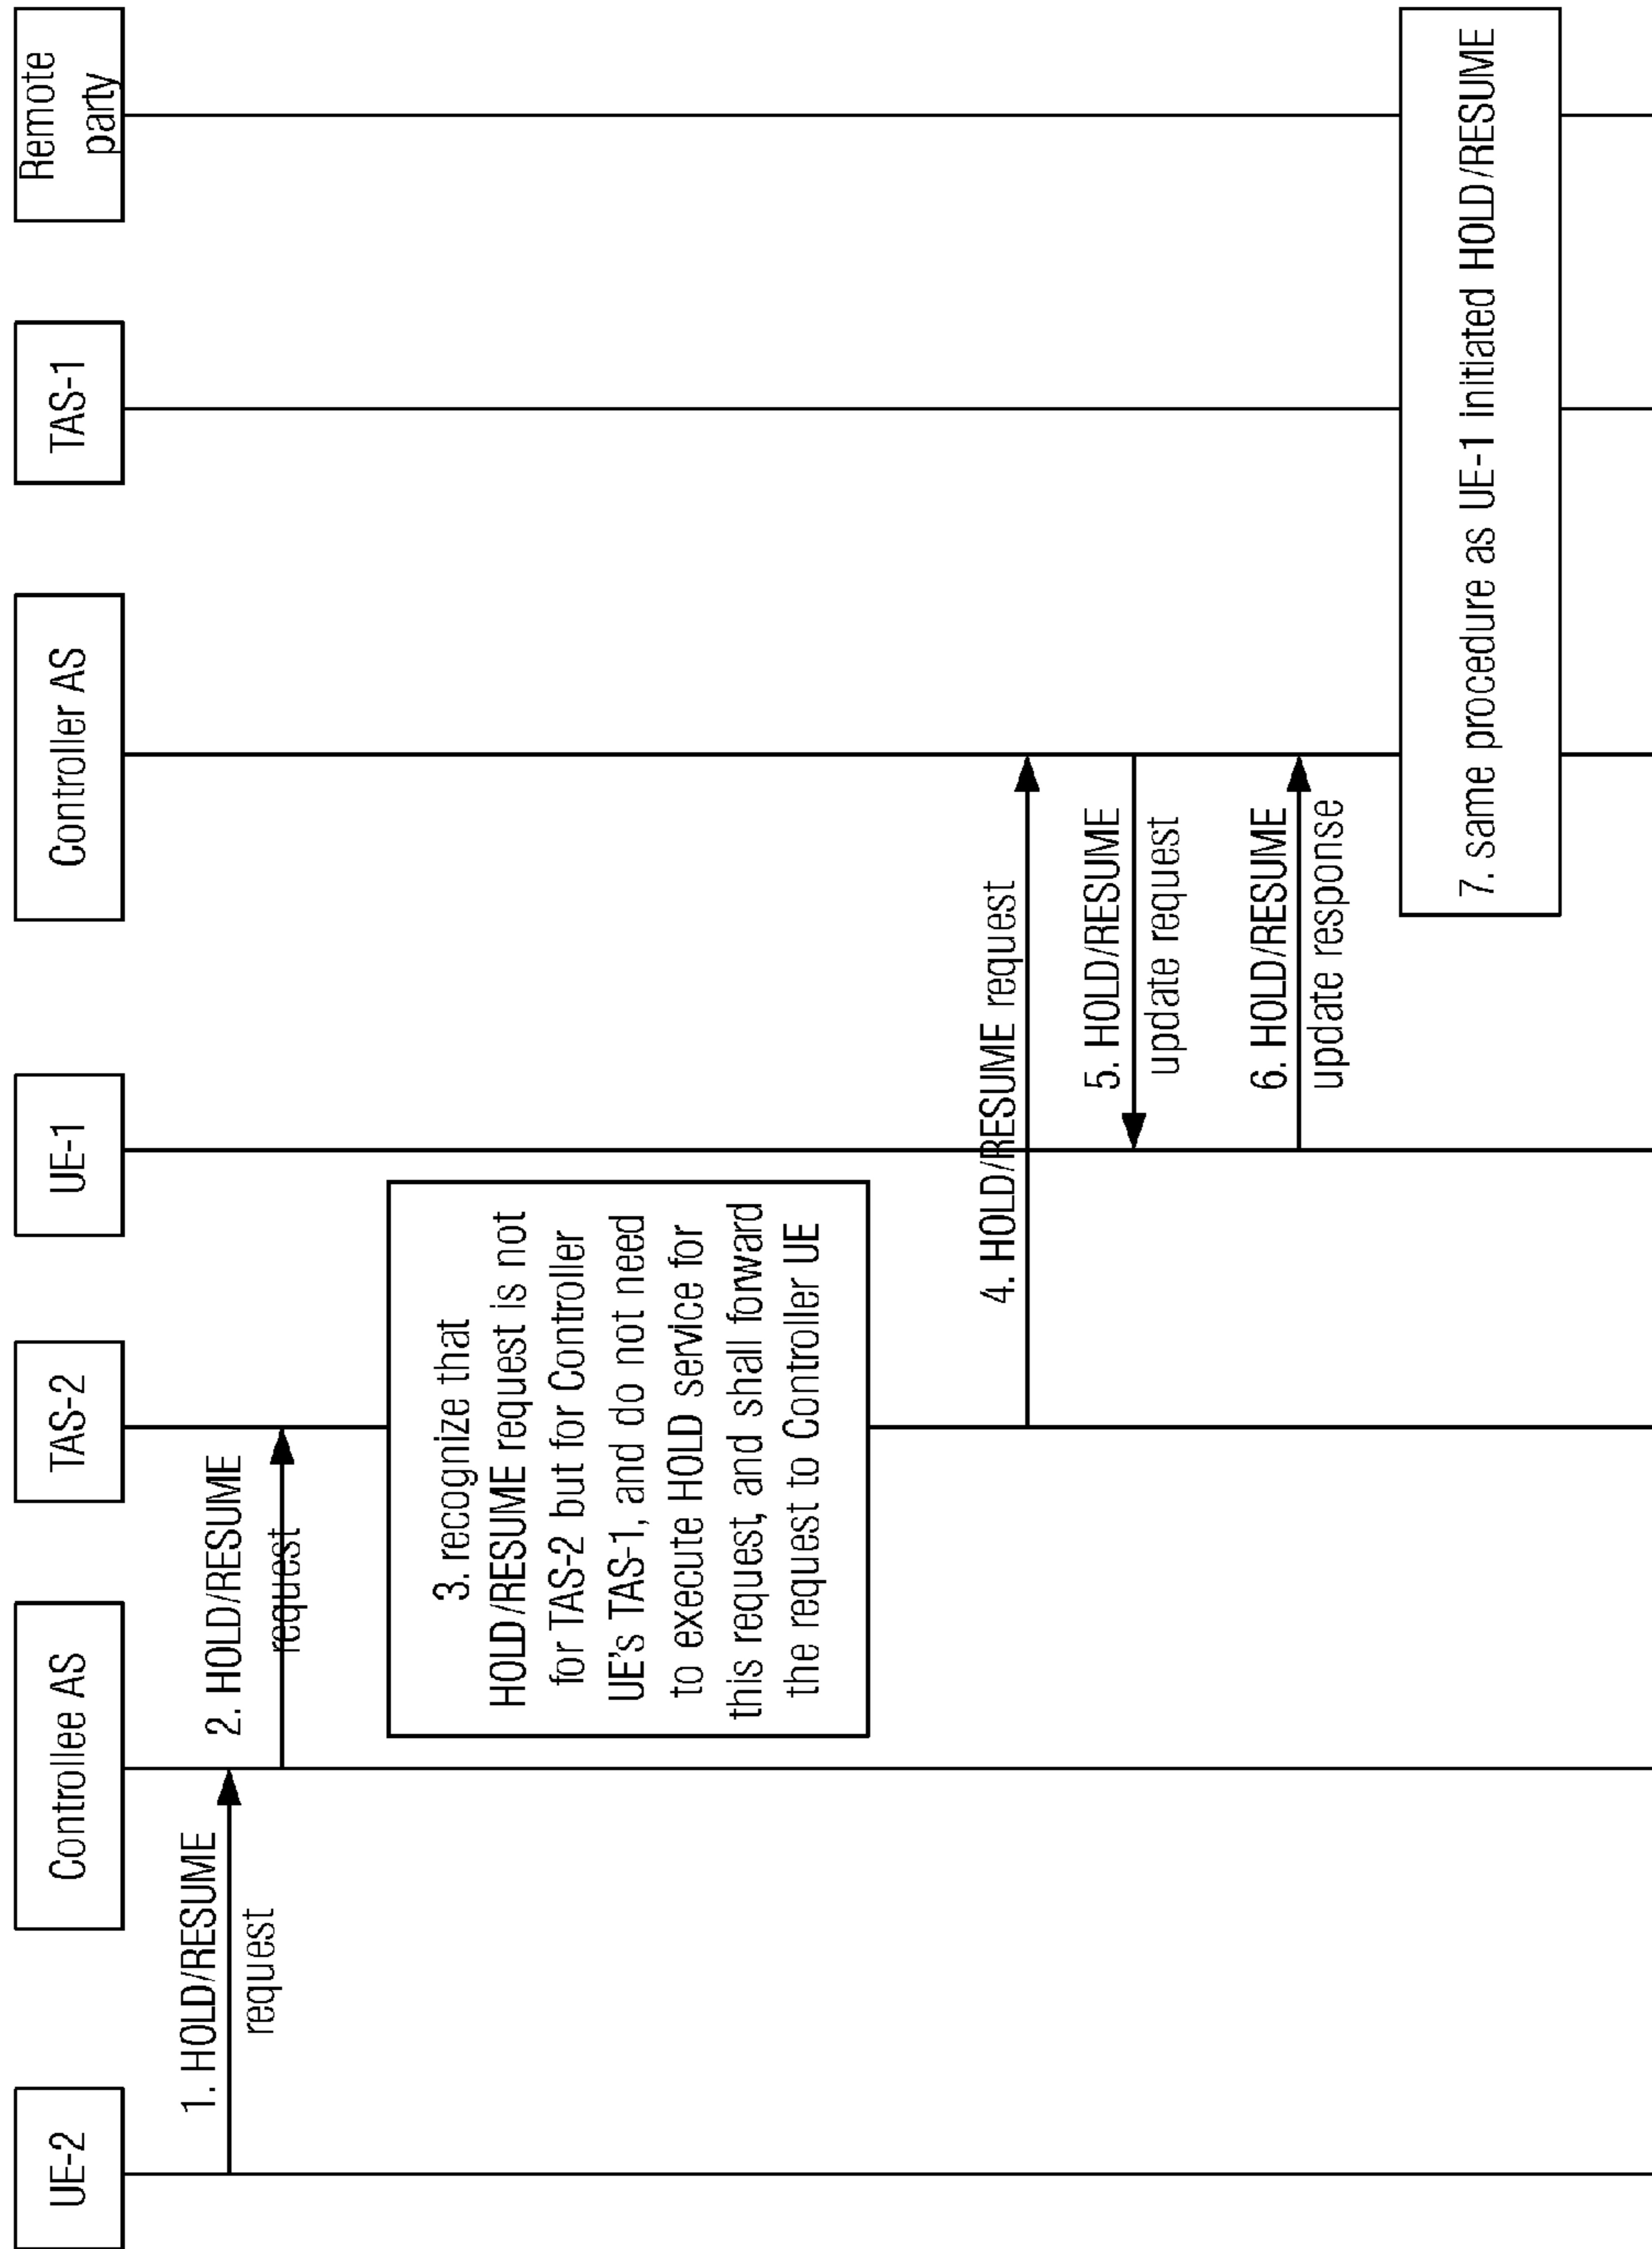 UE-2
Controllee AS
TAS-2
UE-1
Controller AS
TAS-1
Remote
party
1. HOLD/RESUME
request
2. HOLD/RESUME
request
3. recognize that
HOLD/RESUME request is not
for TAS-2 but for Controller
UE's TAS-1, and do not need
to execute HOLD service for
this request, and shall forward
the request to Controller UE
4. HOLD/RESUME request
5. HOLD/RESUME
update request
6. HOLD/RESUME
update response
7. same procedure as UE-1 initiated HOLD/RESUME